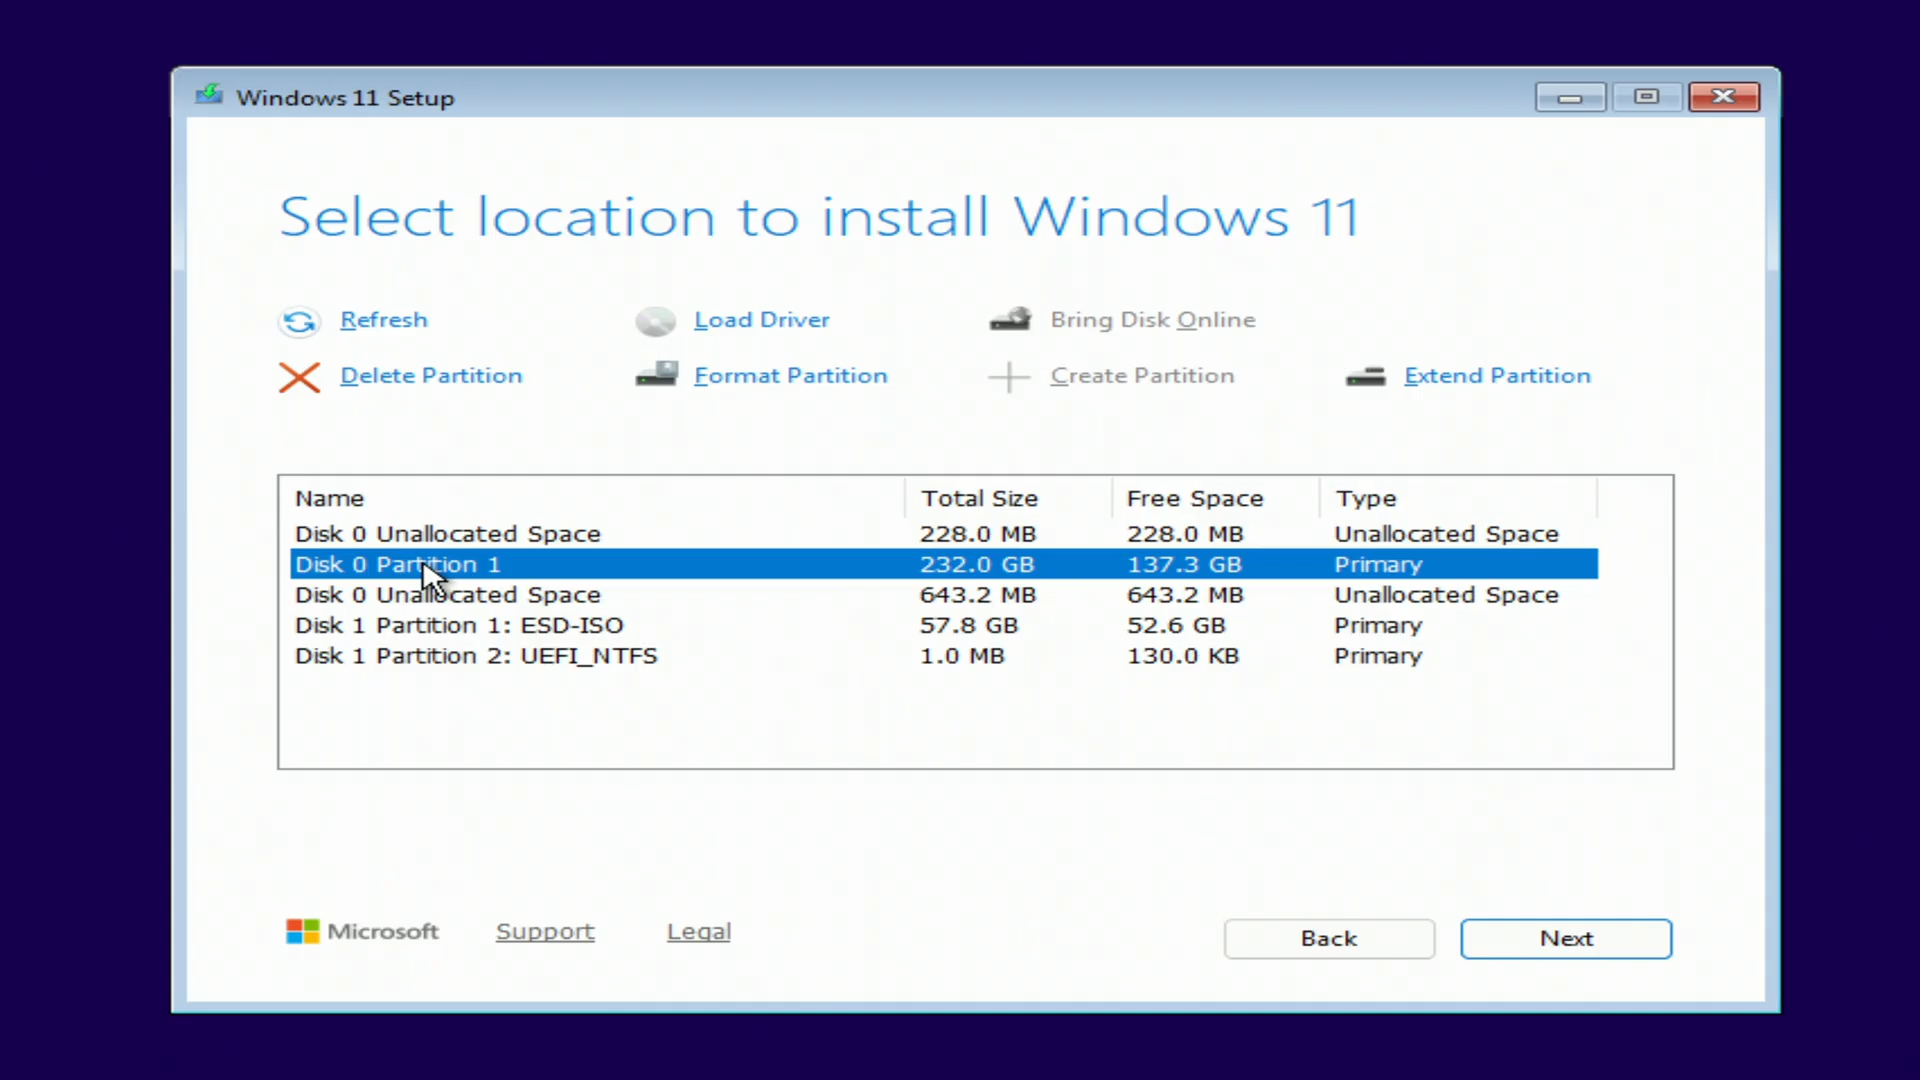 Windows 11 Setup
Select location to install Windows 11
Refresh
Load Driver
Bring Disk Online
Delete Partition
Format Partition
Create Partition
Extend Partition
Name Total Size Free Space Type
Disk 0 Unallocated Space 228.0 MB 228.0 MB Unallocated Space
Disk 0 Partition 1 232.0 GB 137.3 GB Primary
Disk 0 Unallocated Space 643.2 MB 643.2 MB Unallocated Space
Disk 1 Partition 1: ESD-ISO 57.8 GB 52.6 GB Primary
Disk 1 Partition 2: UEFI_NTFS 1.0 MB 130.0 KB Primary
Microsoft
Support
Legal
Back
Next